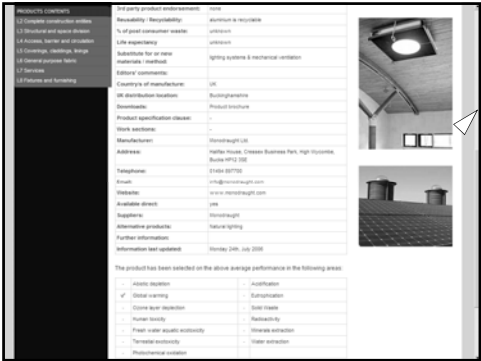 PRODUCTS CONTENTS
L2 Complete construction entities
L3 Structural and space division
L4 Access, barrier and circulation
L5 Coverings, claddings, linings
L6 General purpose fabric
L7 Services
L8 Fixtures and furnishing
3rd party product endorsement: none
Reusability / Recyclability: aluminium is recyclable
% of post consumer waste: unknown
Life expectancy unknown
Substitute for or new materials / method: lighting systems & mechanical ventilation
Editors' comments:
Country/s of manufacture: UK
UK distribution location: Buckinghamshire
Downloads: Product brochure
Product specification clause: -
Work sections: -
Manufacturer: Monodraught Ltd
Address: Halifax House, Cressex Business Park, High Wycombe,
Bucks HP12 3SE
Telephone: 01494 897700
Email: info@monodraught.com
Website: www.monodraught.com
Available direct: yes
Suppliers: Monodraught
Alternative products: Natural lighting
Further information:
Information last updated: Monday 24th, July 2006
The product has been selected on the above average performance in the following areas:
- Abiotic depletion - Acidification
✓ Global warming - Eutrophication
- Ozone layer depletion - Solid Waste
- Human toxicity - Radioactivity
- Fresh water aquatic ecotoxicity - Minerals extraction
- Terrestial ecotoxicity - Water extraction
- Photochemical oxidation